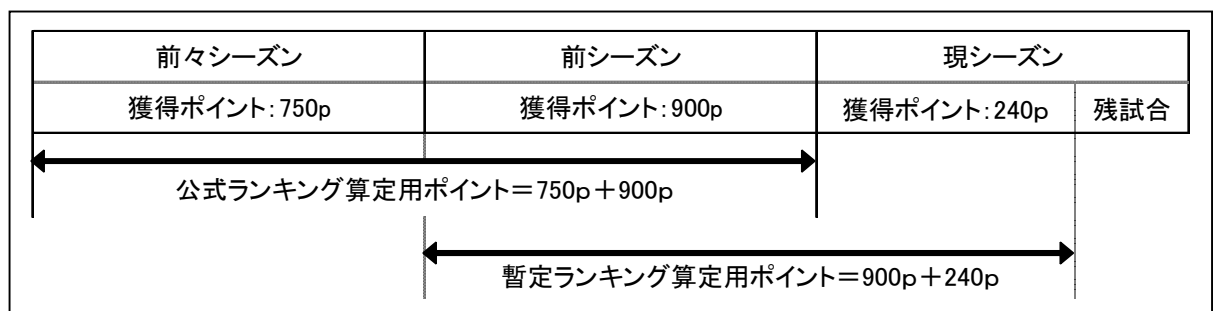 前々シーズン 前シーズン 現シーズン
獲得ポイント:750p 獲得ポイント:900p 獲得ポイント:240p 残試合
公式ランキング算定用ポイント=750p+900p
暫定ランキング算定用ポイント=900p+240p